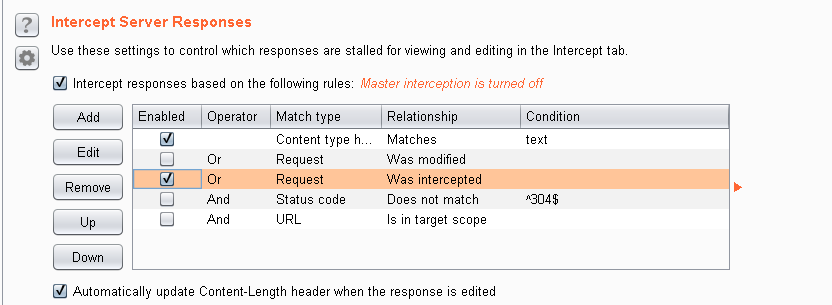 Intercept Server Responses
Use these settings to control which responses are stalled for viewing and editing in the Intercept tab.
Intercept responses based on the following rules: Master interception is turned off
Add
Edit
Remove
Up
Down
Enabled Operator Match type Relationship Condition
Content type h... Matches text
Or Request Was modified
Or Request Was intercepted
And Status code Does not match ^304$
And URL Is in target scope
Automatically update Content-Length header when the response is edited